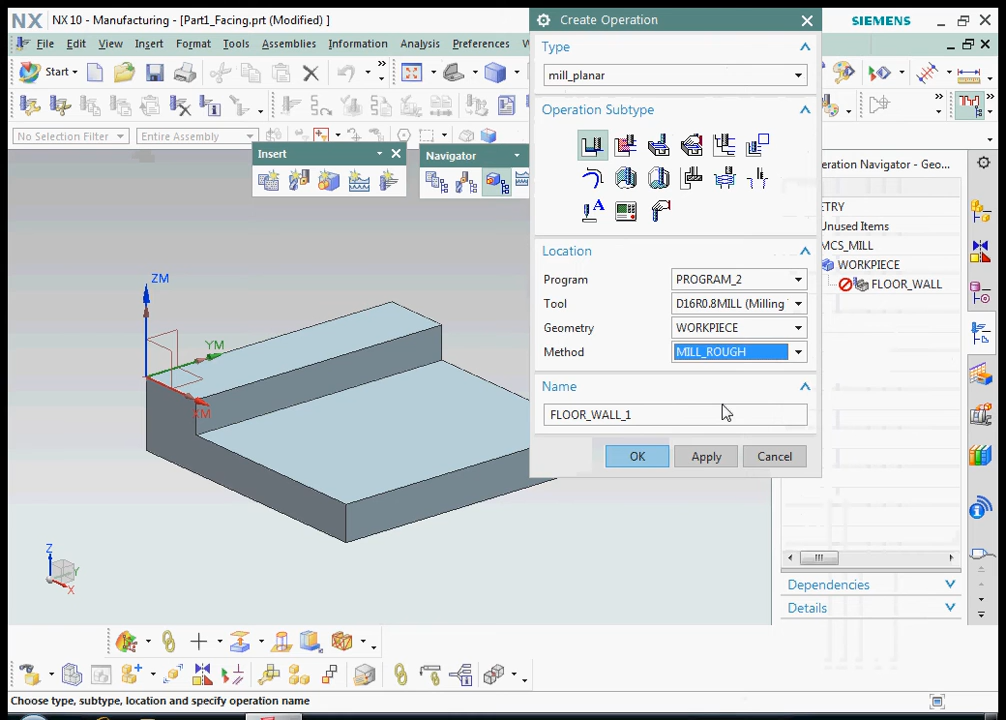 NX NX 10 - Manufacturing - [Part1_Facing.prt (Modified) ]
SIEMENS
File Edit View Insert Format Tools Assemblies Information Analysis Preferences
Start
No Selection Filter Entire Assembly
Insert
Navigator
Create Operation
Type
mill_planar
Operation Subtype
A
Location
Program PROGRAM_2
Tool D16R0.8MILL (Milling
Geometry WORKPIECE
Method MILL_ROUGH
Name
FLOOR_WALL_1
OK Apply Cancel
eration Navigator - Geo...
ETRY
Unused Items
MCS_MILL
WORKPIECE
FLOOR_WALL
Dependencies
Details
ZM
YM
XM
Z
Y
X
Choose type, subtype, location and specify operation name